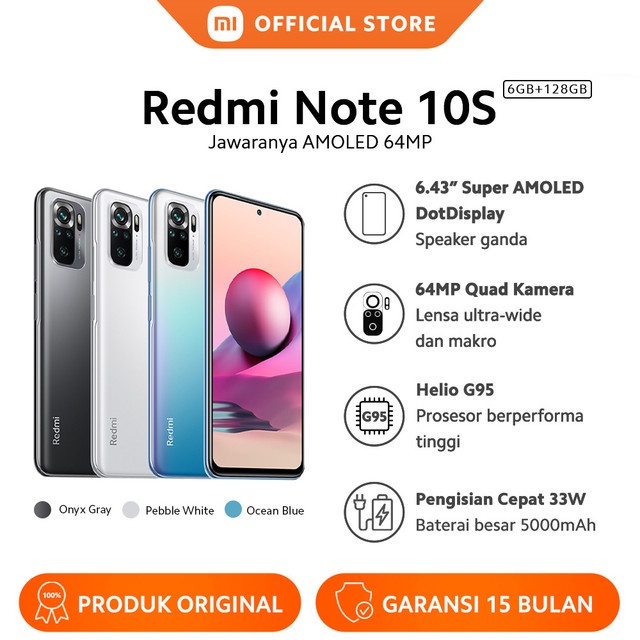 OFFICIAL STORE
Redmi Note 10S
6GB+128GB
Jawaranya AMOLED 64MP
6.43” Super AMOLED
DotDisplay
Speaker ganda
64MP Quad Kamera
Lensa ultra-wide
dan makro
G95
Helio G95
Prosesor berperforma
tinggi
Pengisian Cepat 33W
Baterai besar 5000mAh
Redmi
Redmi
Redmi
Onyx Gray
Pebble White
Ocean Blue
100%
PRODUK ORIGINAL
GARANSI 15 BULAN